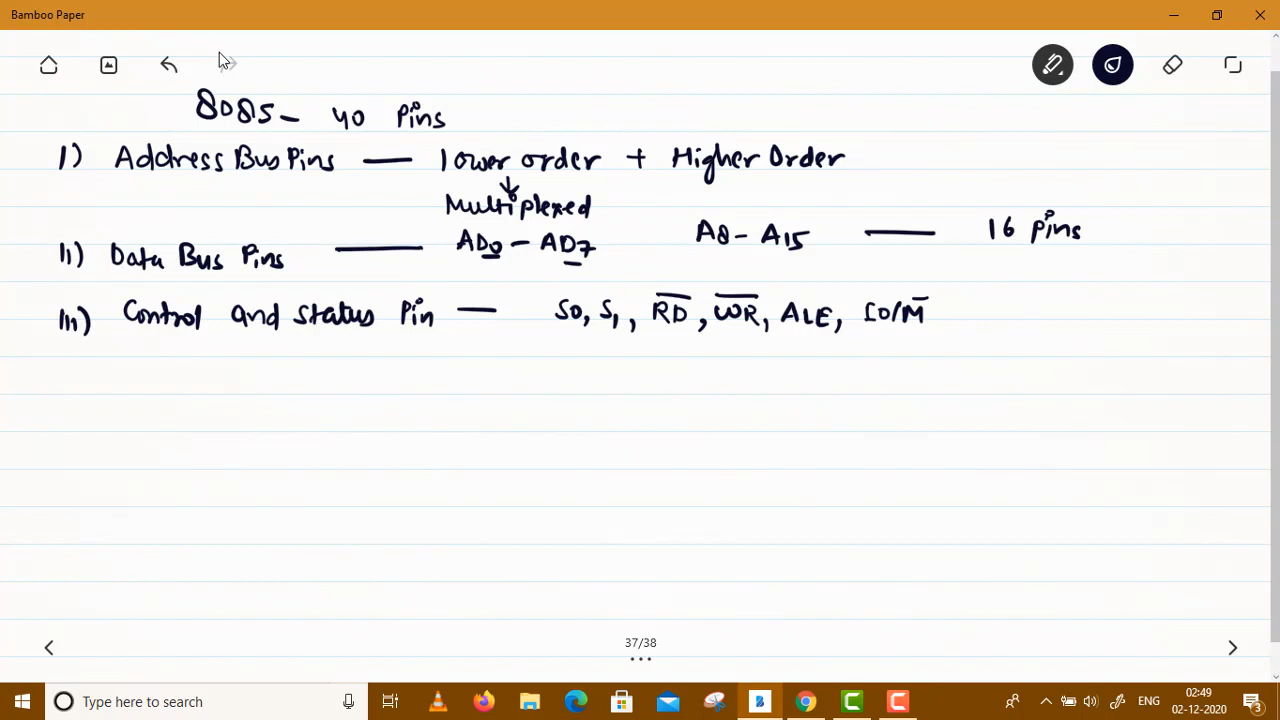 Bamboo Paper
8085 - 40 Pins
I) Address Bus Pins — lower order + Higher Order
Multiplexed
AD0 - AD7 A8 - A15 — 16 pins
II) Data Bus Pins —
III) Control and status Pin — S0, S1, R̅D̅, W̅R̅, ALE, IO/M̅
37/38
Type here to search
ENG
02:49
02-12-2020
3